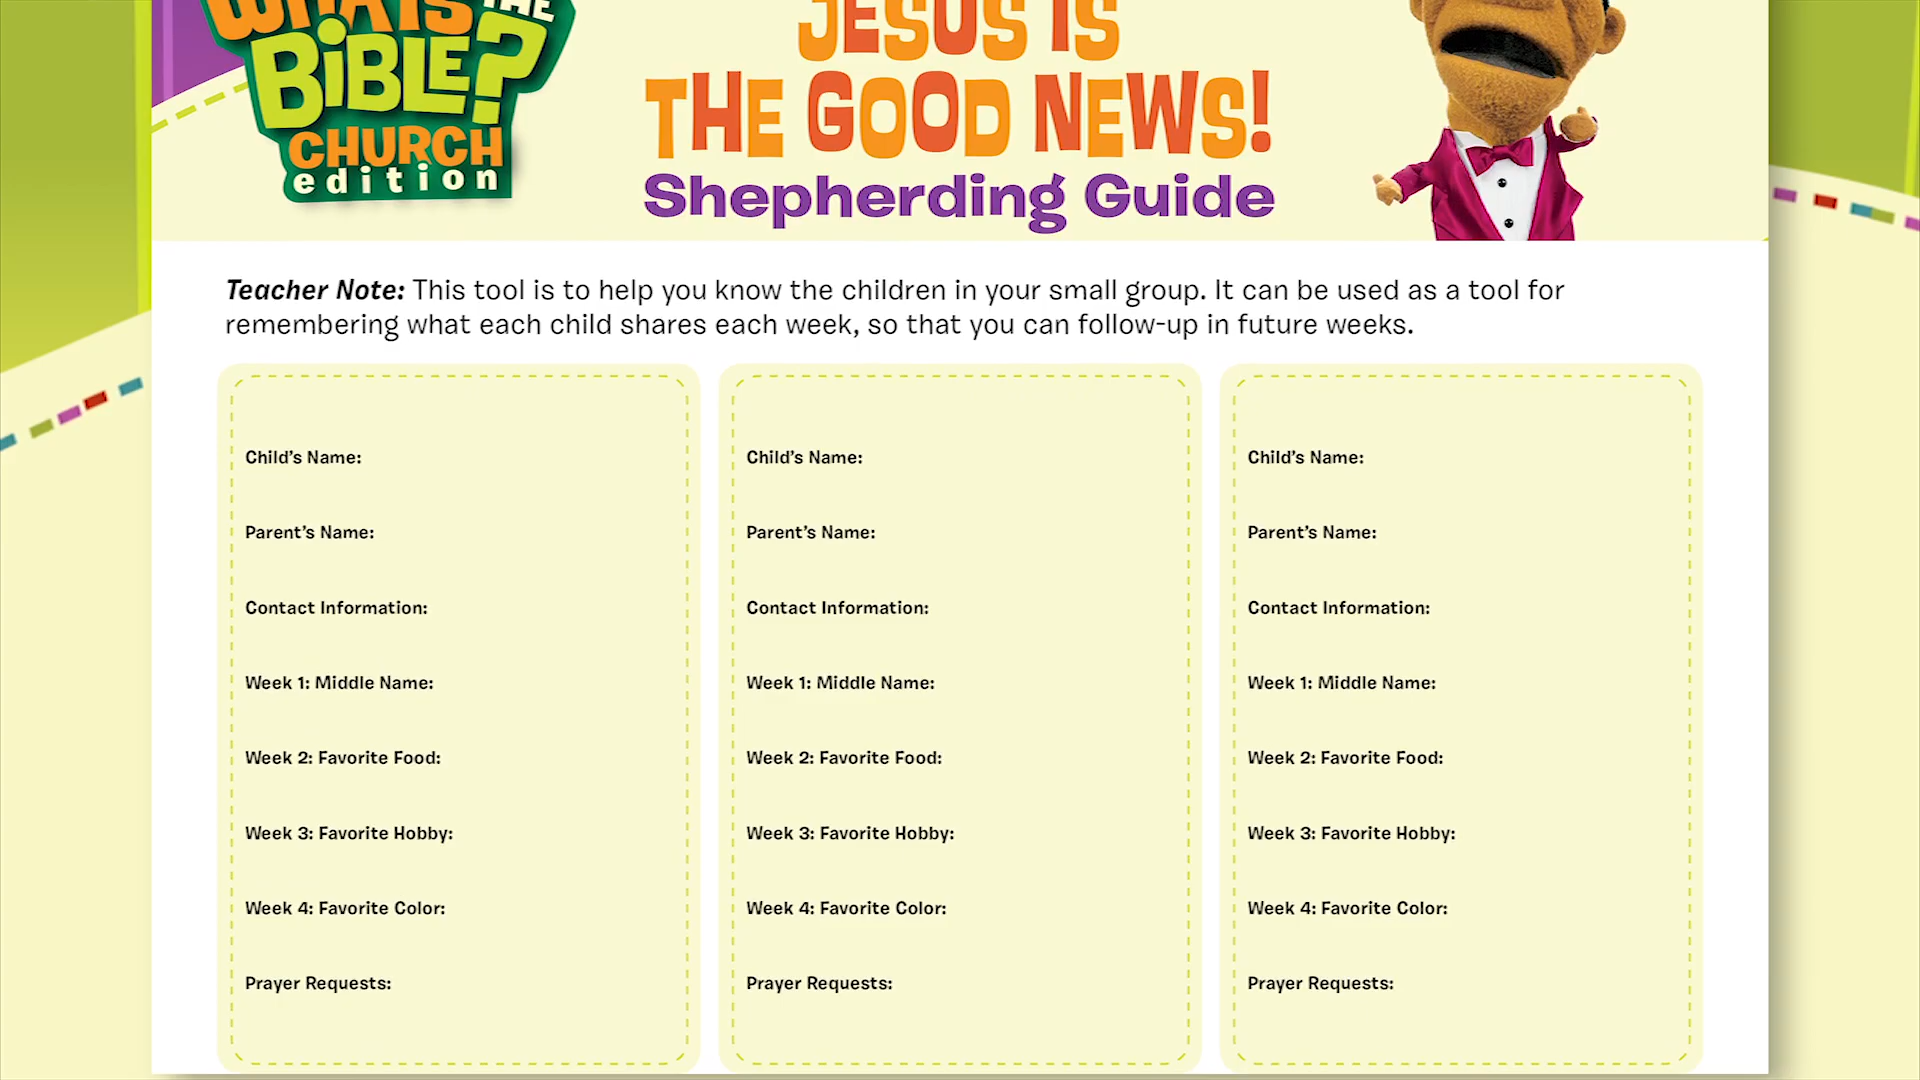 WHAT'S
THE
BiBLE?
CHURCH
edition
JESUS IS
THE GOOD NEWS!
Shepherding Guide
Teacher Note: This tool is to help you know the children in your small group. It can be used as a tool for
remembering what each child shares each week, so that you can follow-up in future weeks.
Child's Name:
Parent's Name:
Contact Information:
Week 1: Middle Name:
Week 2: Favorite Food:
Week 3: Favorite Hobby:
Week 4: Favorite Color:
Prayer Requests:
Child's Name:
Parent's Name:
Contact Information:
Week 1: Middle Name:
Week 2: Favorite Food:
Week 3: Favorite Hobby:
Week 4: Favorite Color:
Prayer Requests:
Child's Name:
Parent's Name:
Contact Information:
Week 1: Middle Name:
Week 2: Favorite Food:
Week 3: Favorite Hobby:
Week 4: Favorite Color:
Prayer Requests: